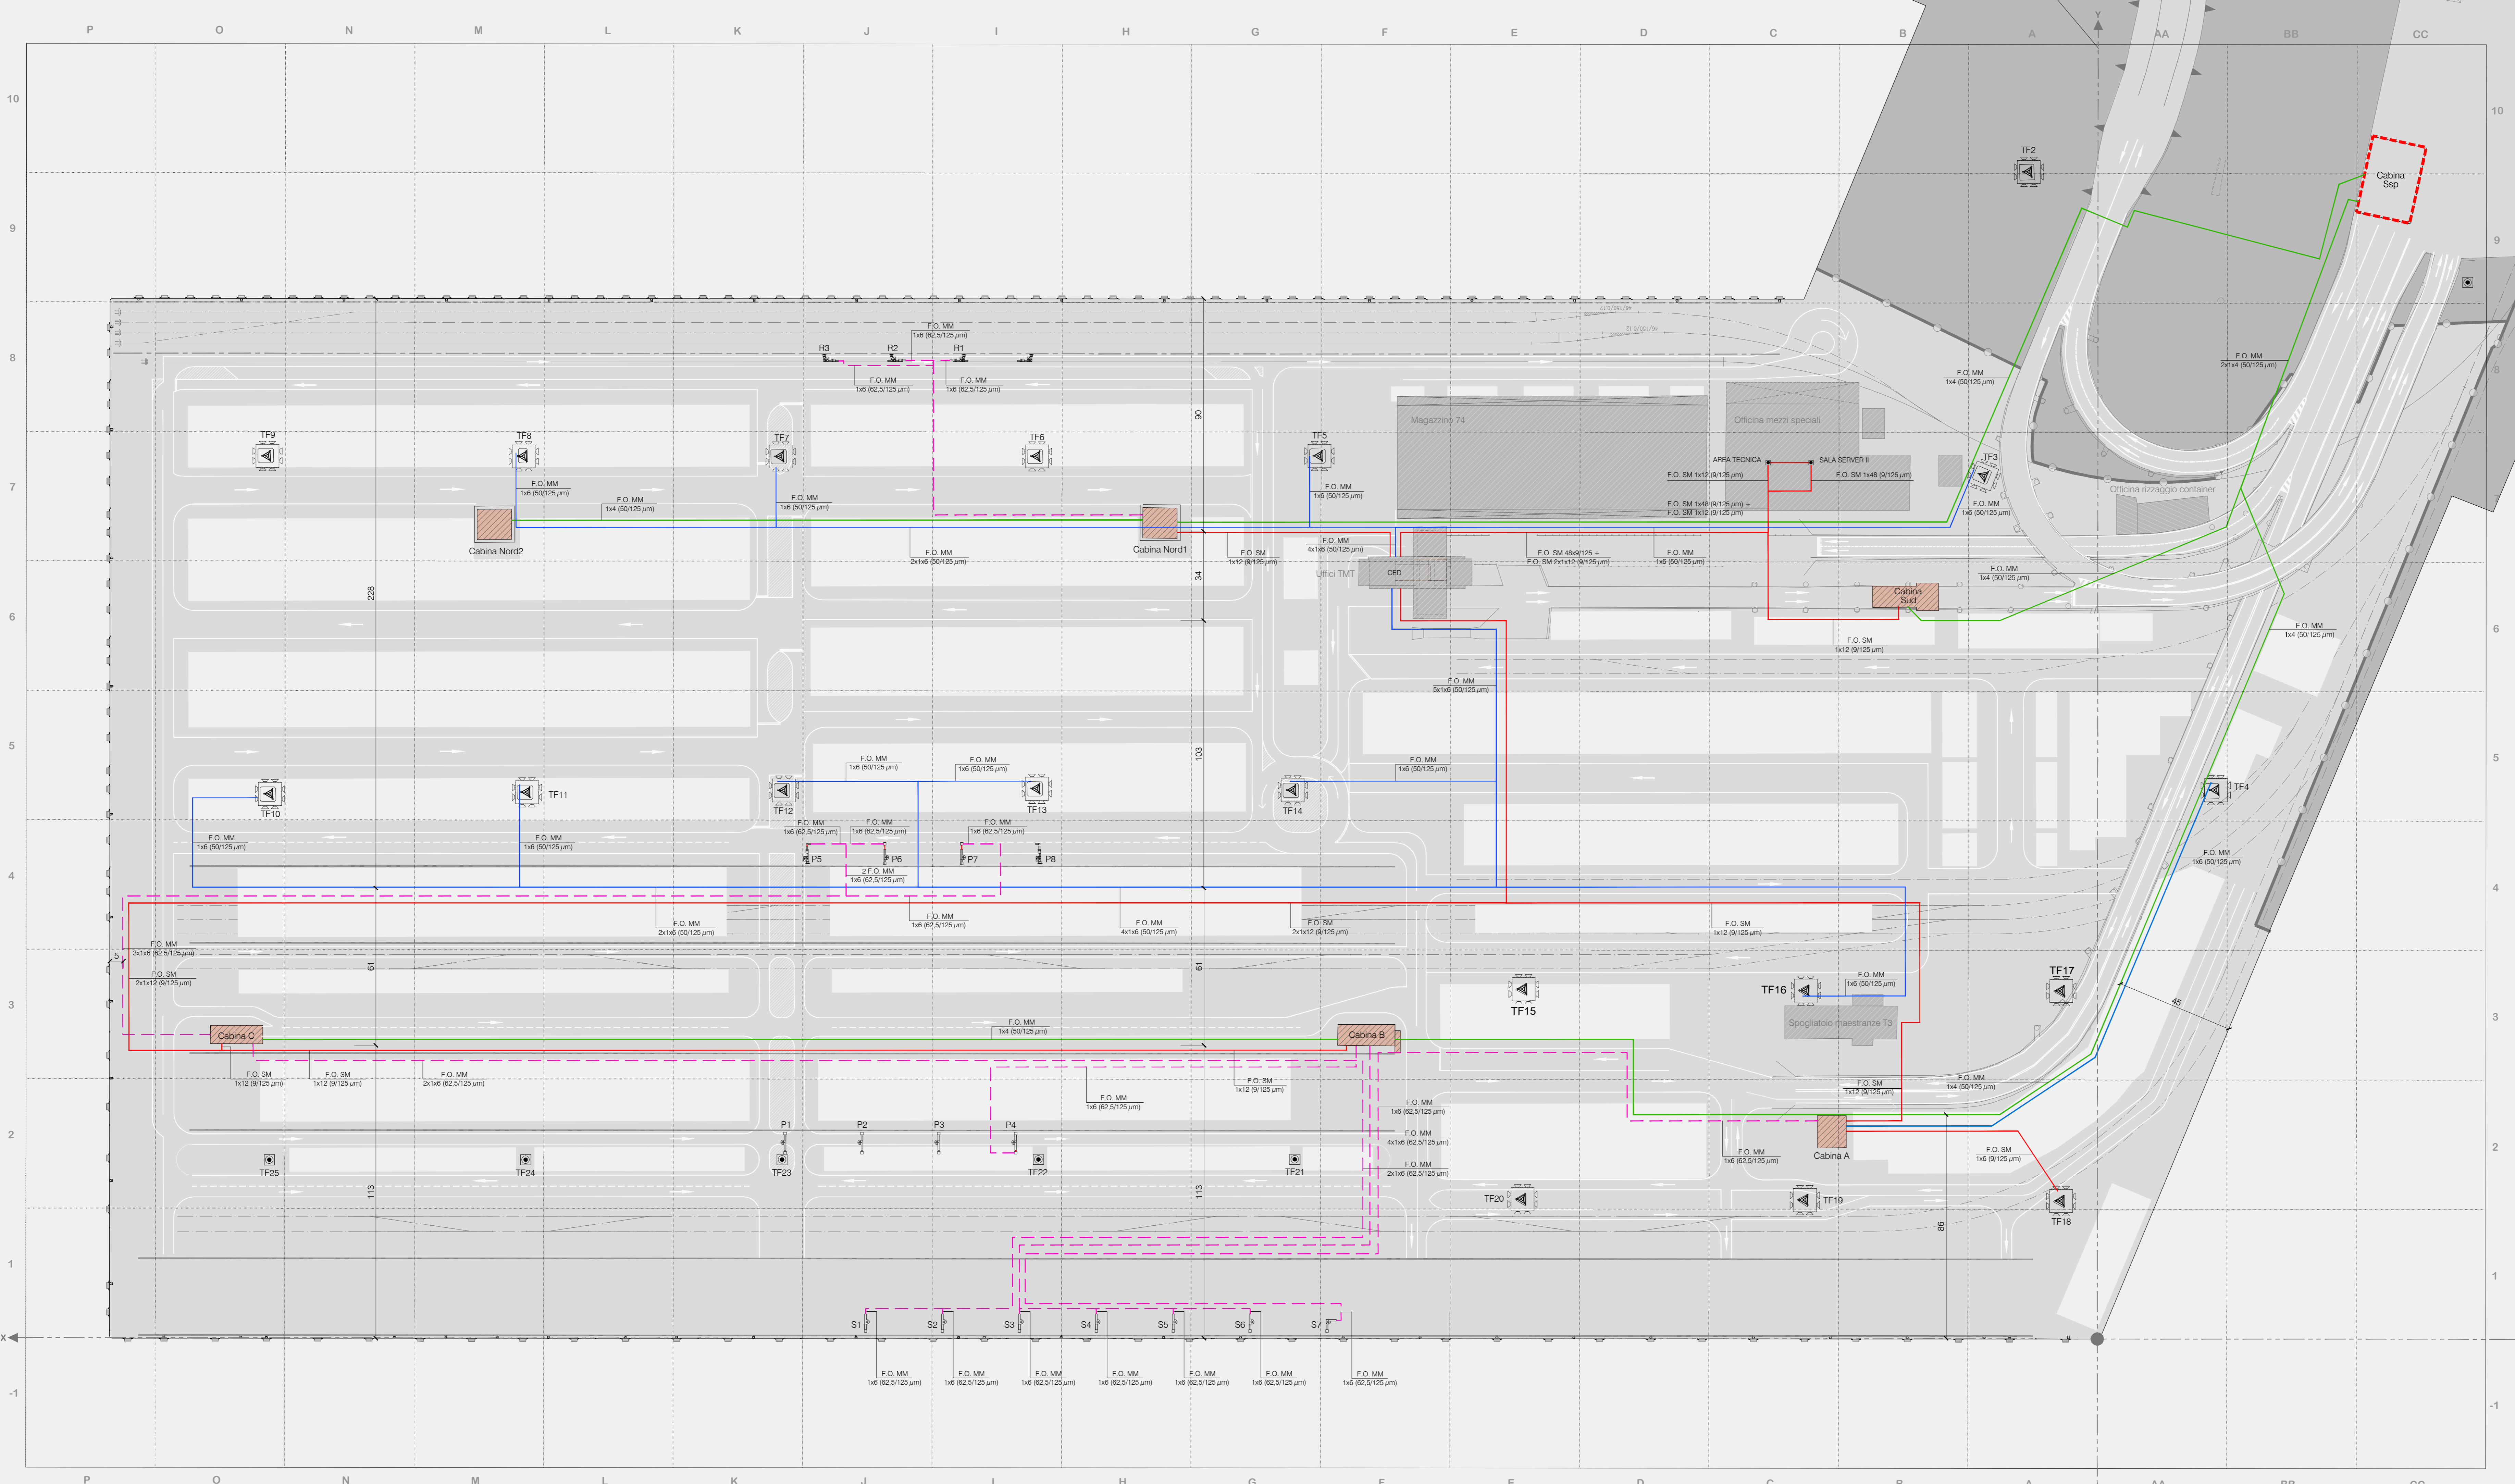 P O N M L K J I H G F E D C B A Y AA BB CC
10
10
TF2
Cabina
Ssp
9
9
F.O. MM
1x6 (62,5/125 µm)
R3 R2 R1
8
8
F.O. MM
1x6 (62,5/125 µm)
F.O. MM
1x6 (62,5/125 µm)
F.O. MM
1x4 (50/125 µm)
F.O. MM
2x1x4 (50/125 µm)
90
Magazzino 74
Officina mezzi speciali
TF9 TF8 TF7 TF6 TF5
TF3
AREA TECNICA
SALA SERVER II
F.O. SM 1x12 (9/125 µm)
F.O. SM 1x48 (9/125 µm)
7
7
F.O. MM
1x6 (50/125 µm)
F.O. MM
1x4 (50/125 µm)
F.O. MM
1x6 (50/125 µm)
F.O. MM
1x6 (50/125 µm)
F.O. SM 1x48 (9/125 µm) +
F.O. SM 1x12 (9/125 µm)
F.O. MM
1x6 (50/125 µm)
Officina rizzaggio container
Cabina Nord2
Cabina Nord1
F.O. MM
2x1x6 (50/125 µm)
F.O. SM
1x12 (9/125 µm)
F.O. MM
4x1x6 (50/125 µm)
F.O. SM 48x9/125 +
F.O. SM 2x1x12 (9/125 µm)
F.O. MM
1x6 (50/125 µm)
Uffici TMT
CED
F.O. MM
1x4 (50/125 µm)
228
34
Cabina
Sud
6
6
F.O. SM
1x12 (9/125 µm)
F.O. MM
1x4 (50/125 µm)
F.O. MM
5x1x6 (50/125 µm)
5
5
103
F.O. MM
1x6 (50/125 µm)
F.O. MM
1x6 (50/125 µm)
F.O. MM
1x6 (50/125 µm)
TF10 TF11 TF12 TF13 TF14 TF4
F.O. MM
1x6 (50/125 µm)
F.O. MM
1x6 (50/125 µm)
F.O. MM
1x6 (62,5/125 µm)
F.O. MM
1x6 (62,5/125 µm)
F.O. MM
1x6 (62,5/125 µm)
F.O. MM
1x6 (50/125 µm)
P5 P6 P7 P8
2 F.O. MM
1x6 (62,5/125 µm)
4
4
F.O. MM
2x1x6 (50/125 µm)
F.O. MM
1x6 (62,5/125 µm)
F.O. MM
4x1x6 (50/125 µm)
F.O. SM
2x1x12 (9/125 µm)
F.O. SM
1x12 (9/125 µm)
F.O. MM
3x1x6 (62,5/125 µm)
5
F.O. SM
2x1x12 (9/125 µm)
61
61
TF15
TF16
TF17
F.O. MM
1x6 (50/125 µm)
45
3
3
Spogliatoio maestranze T3
Cabina C
F.O. MM
1x4 (50/125 µm)
Cabina B
F.O. SM
1x12 (9/125 µm)
F.O. SM
1x12 (9/125 µm)
F.O. MM
2x1x6 (62,5/125 µm)
F.O. SM
1x12 (9/125 µm)
F.O. SM
1x12 (9/125 µm)
F.O. MM
1x4 (50/125 µm)
F.O. MM
1x6 (62,5/125 µm)
F.O. MM
1x6 (62,5/125 µm)
P1 P2 P3 P4
F.O. MM
4x1x6 (62,5/125 µm)
2
2
Cabina A
F.O. MM
1x6 (62,5/125 µm)
F.O. SM
1x6 (9/125 µm)
F.O. MM
2x1x6 (62,5/125 µm)
TF25 TF24 TF23 TF22 TF21
113
113
TF20
TF19
TF18
86
1
1
S1 S2 S3 S4 S5 S6 S7
X
F.O. MM
1x6 (62,5/125 µm)
F.O. MM
1x6 (62,5/125 µm)
F.O. MM
1x6 (62,5/125 µm)
F.O. MM
1x6 (62,5/125 µm)
F.O. MM
1x6 (62,5/125 µm)
F.O. MM
1x6 (62,5/125 µm)
F.O. MM
1x6 (62,5/125 µm)
-1
-1
P O N M L K J I H G F E D C B A AA BB CC